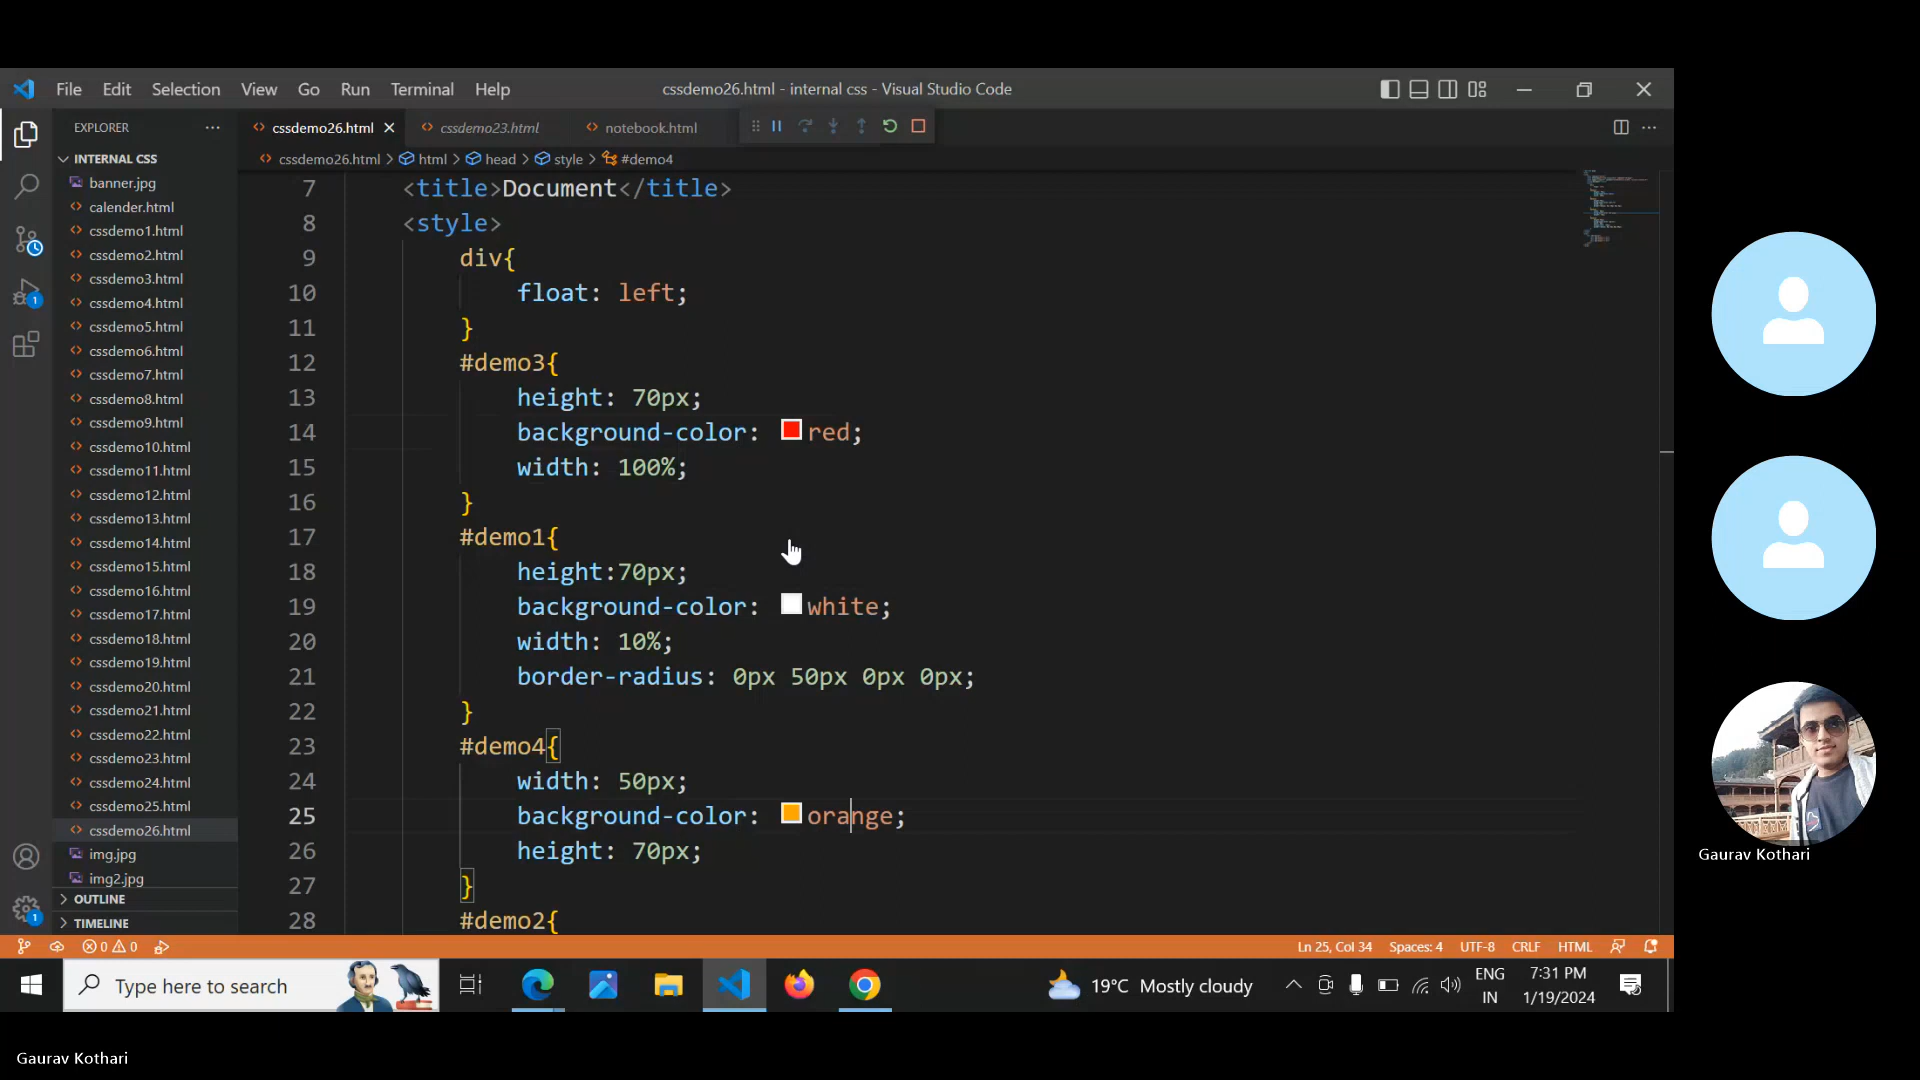 File Edit Selection View Go Run Terminal Help
cssdemo26.html - internal css - Visual Studio Code
EXPLORER
cssdemo26.html
cssdemo23.html
notebook.html
cssdemo26.html > html > head > style > #demo4
INTERNAL CSS
banner.jpg
calender.html
cssdemo1.html
cssdemo2.html
cssdemo3.html
cssdemo4.html
cssdemo5.html
cssdemo6.html
cssdemo7.html
cssdemo8.html
cssdemo9.html
cssdemo10.html
cssdemo11.html
cssdemo12.html
cssdemo13.html
cssdemo14.html
cssdemo15.html
cssdemo16.html
cssdemo17.html
cssdemo18.html
cssdemo19.html
cssdemo20.html
cssdemo21.html
cssdemo22.html
cssdemo23.html
cssdemo24.html
cssdemo25.html
cssdemo26.html
img.jpg
img2.jpg
OUTLINE
TIMELINE
1
1
7 <title>Document</title>
8 <style>
9 div{
10 float: left;
11 }
12 #demo3{
13 height: 70px;
14 background-color: red;
15 width: 100%;
16 }
17 #demo1{
18 height:70px;
19 background-color: white;
20 width: 10%;
21 border-radius: 0px 50px 0px 0px;
22 }
23 #demo4{
24 width: 50px;
25 background-color: orange;
26 height: 70px;
27 }
28 #demo2{
0 0
Ln 25, Col 34 Spaces: 4 UTF-8 CRLF HTML
Type here to search
19°C Mostly cloudy
ENG
IN
7:31 PM
1/19/2024
Gaurav Kothari
Gaurav Kothari